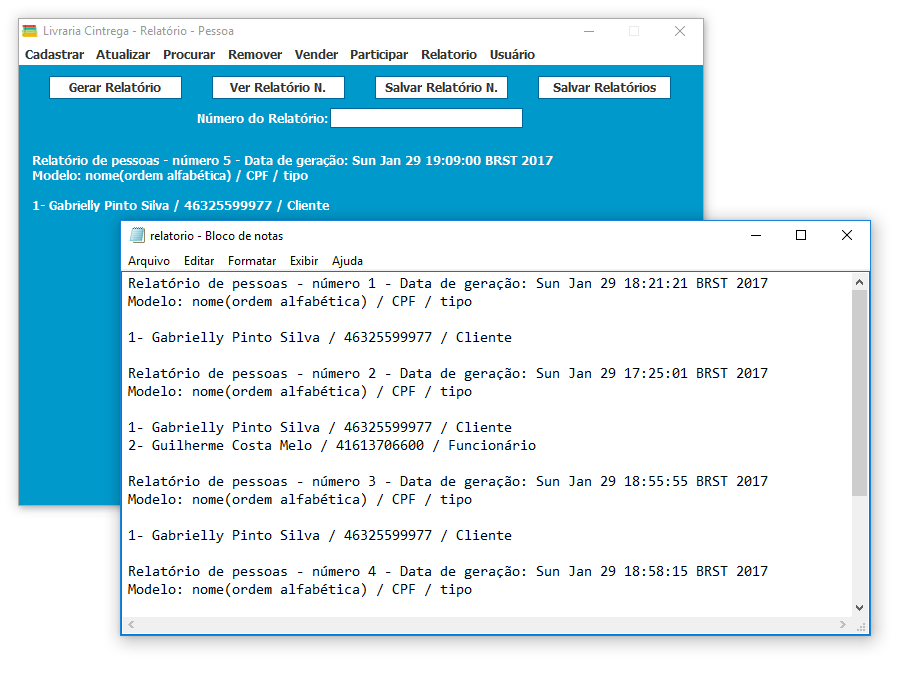 Livraria Cintrega - Relatório - Pessoa
Cadastrar Atualizar Procurar Remover Vender Participar Relatorio Usuário
Gerar Relatório Ver Relatório N. Salvar Relatório N. Salvar Relatórios
Número do Relatório:
Relatório de pessoas - número 5 - Data de geração: Sun Jan 29 19:09:00 BRST 2017
Modelo: nome(ordem alfabética) / CPF / tipo
1- Gabrielly Pinto Silva / 46325599977 / Cliente
relatorio - Bloco de notas
Arquivo Editar Formatar Exibir Ajuda
Relatório de pessoas - número 1 - Data de geração: Sun Jan 29 18:21:21 BRST 2017
Modelo: nome(ordem alfabética) / CPF / tipo
1- Gabrielly Pinto Silva / 46325599977 / Cliente
Relatório de pessoas - número 2 - Data de geração: Sun Jan 29 17:25:01 BRST 2017
Modelo: nome(ordem alfabética) / CPF / tipo
1- Gabrielly Pinto Silva / 46325599977 / Cliente
2- Guilherme Costa Melo / 41613706600 / Funcionário
Relatório de pessoas - número 3 - Data de geração: Sun Jan 29 18:55:55 BRST 2017
Modelo: nome(ordem alfabética) / CPF / tipo
1- Gabrielly Pinto Silva / 46325599977 / Cliente
Relatório de pessoas - número 4 - Data de geração: Sun Jan 29 18:58:15 BRST 2017
Modelo: nome(ordem alfabética) / CPF / tipo